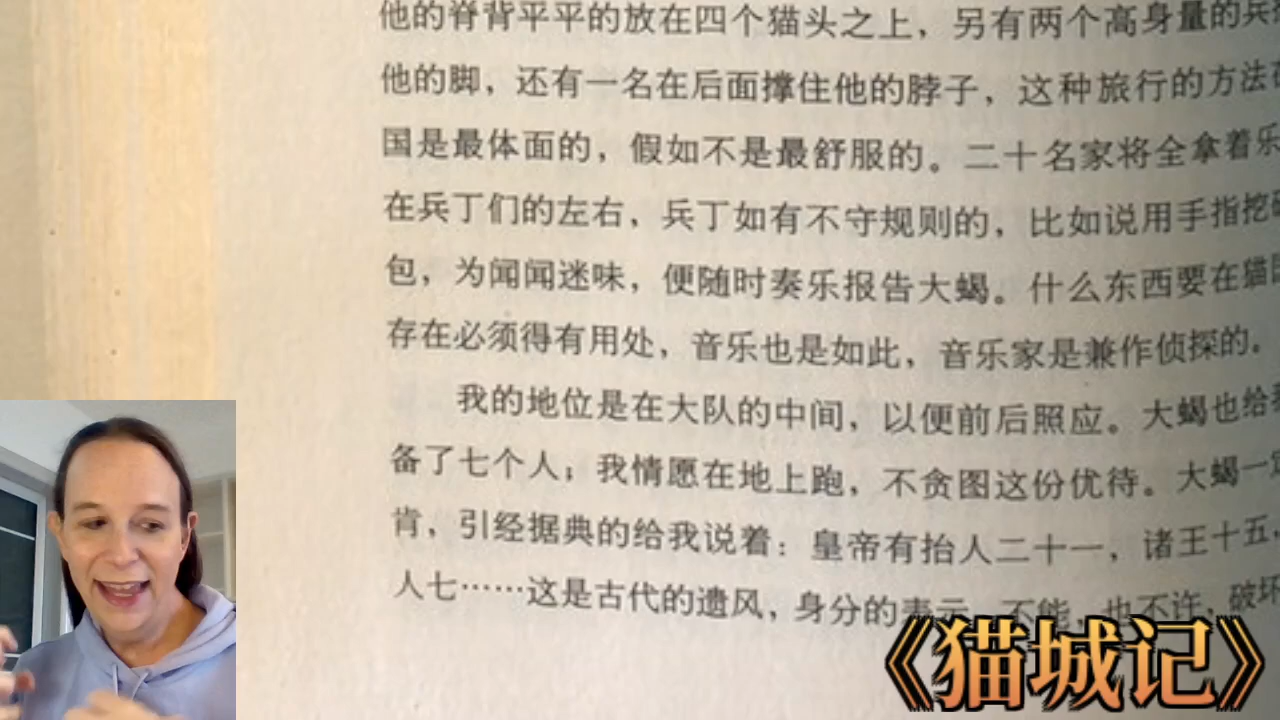 他的脊背平平的放在四个猫头之上，另有两个高身量的兵
他的脚，还有一名在后面撑住他的脖子，这种旅行的方法
国是最体面的，假如不是最舒服的。二十名家将全拿着乐
在兵丁们的左右，兵丁如有不守规则的，比如说用手指挖
包，为闻闻迷味，便随时奏乐报告大蝎。什么东西要在猫
存在必须得有用处，音乐也是如此，音乐家是兼作侦探的。
我的地位是在大队的中间，以便前后照应。大蝎也给
备了七个人；我情愿在地上跑，不贪图这份优待。大蝎一
肯，引经据典的给我说着：皇帝有抬人二十一，诸王十五，
人七……这是古代的遗风，身分的表示，不能，也不许，破坏
《猫城记》